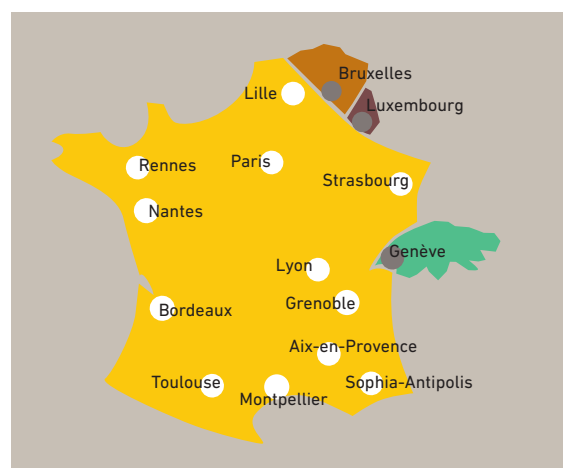 Bruxelles
Lille
Luxembourg
Paris
Rennes
Strasbourg
Nantes
Genève
Lyon
Grenoble
Bordeaux
Aix-en-Provence
Toulouse
Sophia-Antipolis
Montpellier